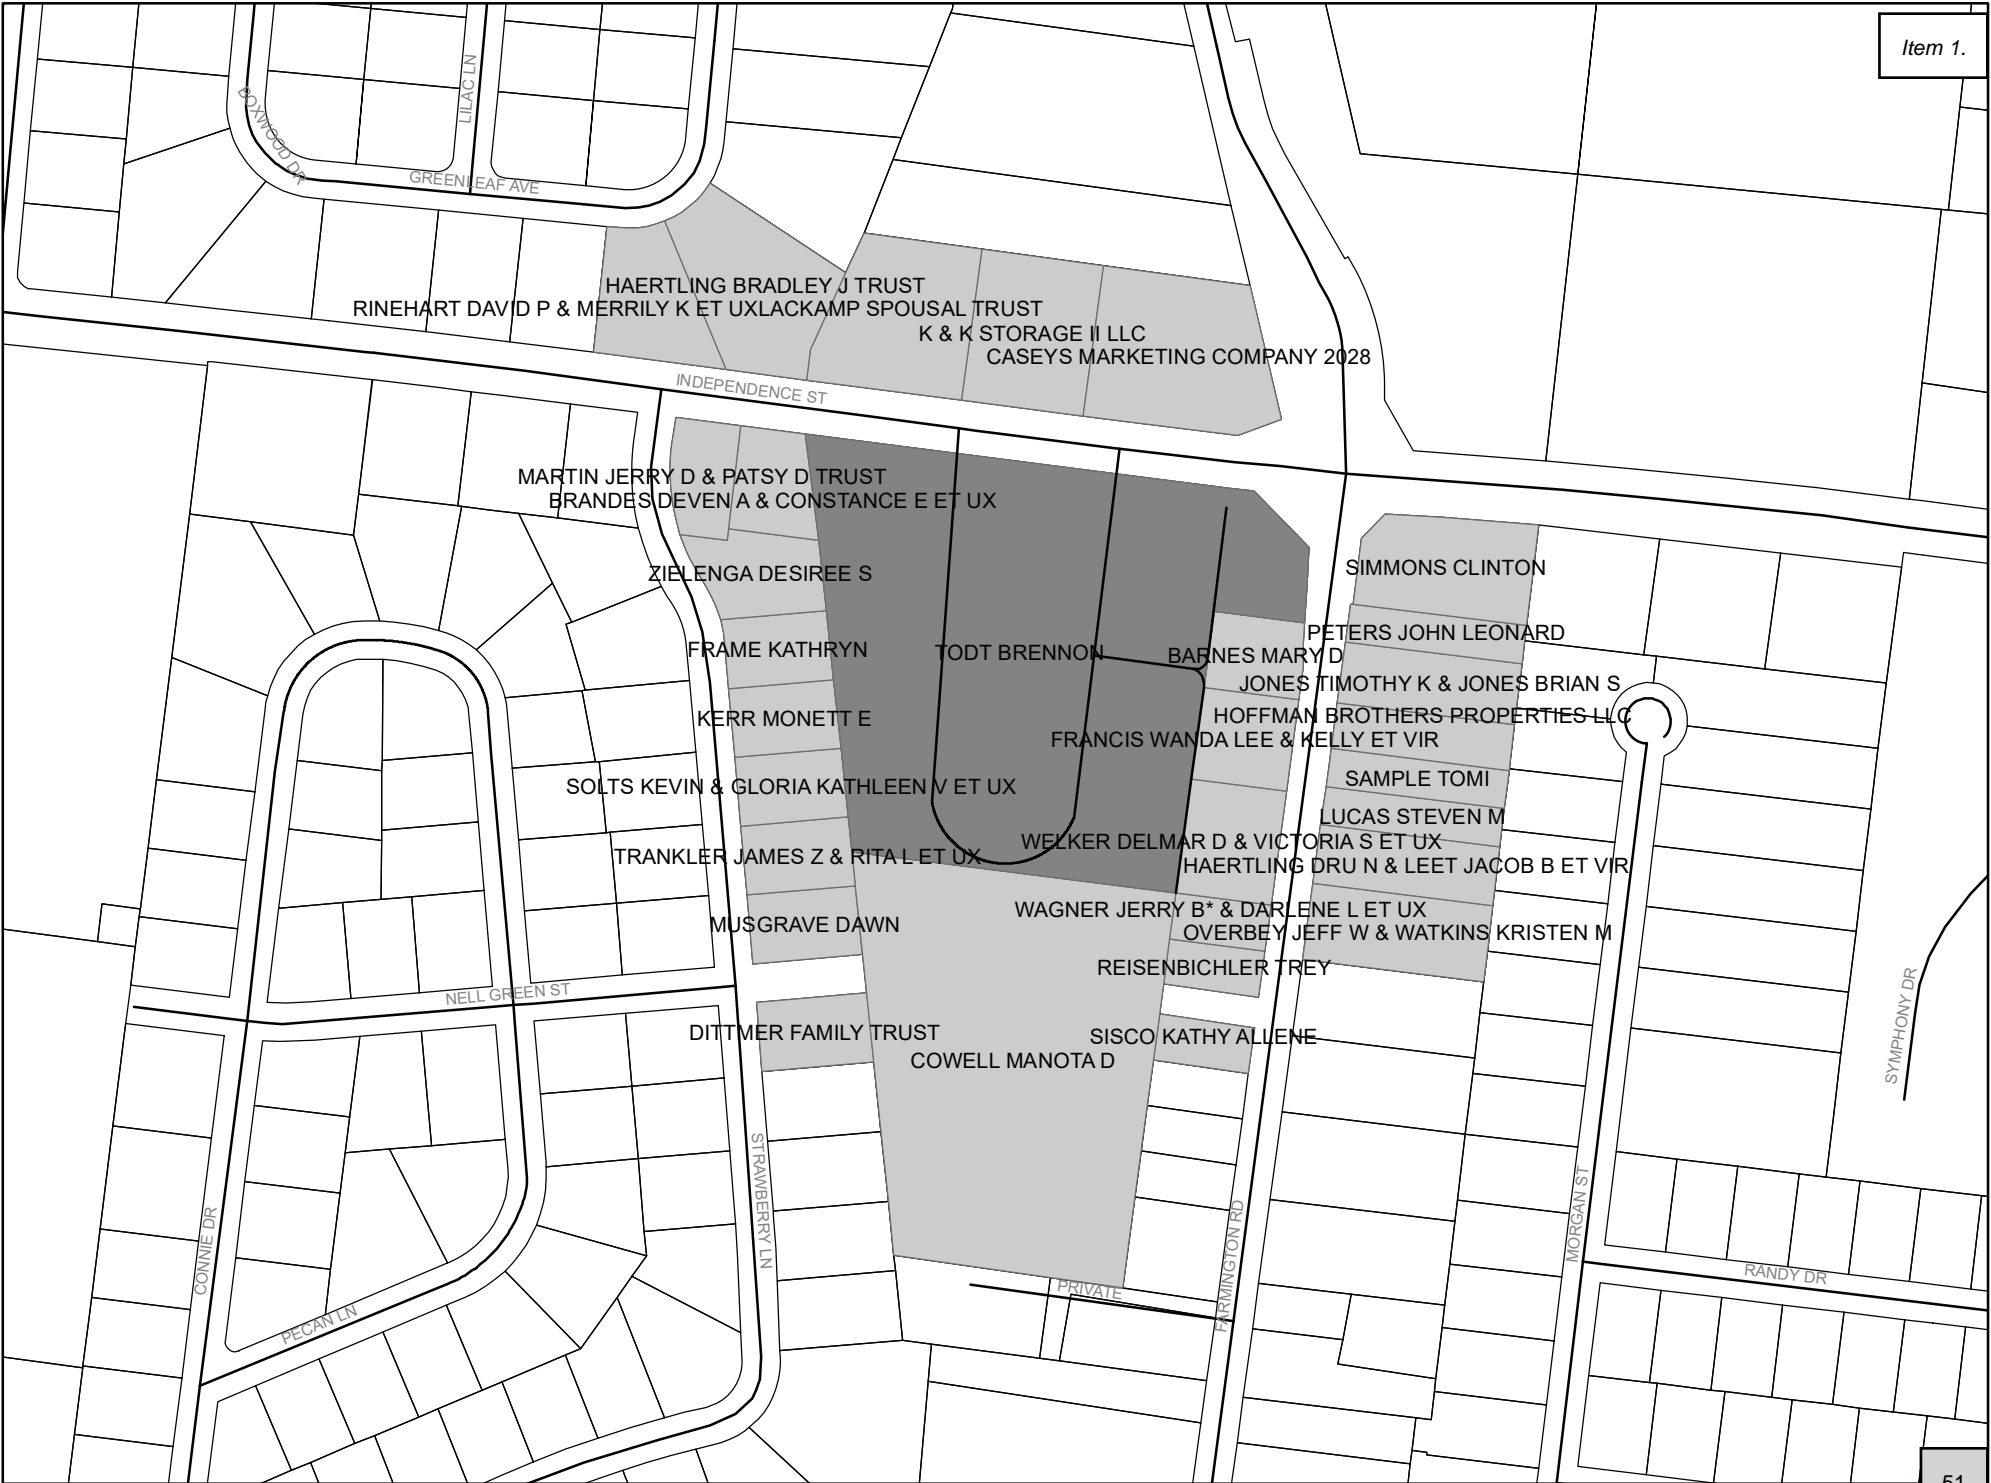 Item 1.
LILAC LN
BOXWOOD DR
GREENLEAF AVE
HAERTLING BRADLEY J TRUST
RINEHART DAVID P & MERRILY K ET UXLACKAMP SPOUSAL TRUST
K & K STORAGE II LLC
CASEYS MARKETING COMPANY 2028
INDEPENDENCE ST
MARTIN JERRY D & PATSY D TRUST
BRANDES DEVEN A & CONSTANCE E ET UX
ZIELENGA DESIREE S
SIMMONS CLINTON
PETERS JOHN LEONARD
FRAME KATHRYN
TODT BRENNON
BARNES MARY D
JONES TIMOTHY K & JONES BRIAN S
KERR MONETT E
HOFFMAN BROTHERS PROPERTIES LLC
FRANCIS WANDA LEE & KELLY ET VIR
SOLTS KEVIN & GLORIA KATHLEEN V ET UX
SAMPLE TOMI
LUCAS STEVEN M
WELKER DELMAR D & VICTORIA S ET UX
TRANKLER JAMES Z & RITA L ET UX
HAERTLING DRU N & LEET JACOB B ET VIR
WAGNER JERRY B* & DARLENE L ET UX
MUSGRAVE DAWN
OVERBEY JEFF W & WATKINS KRISTEN M
REISENBICHLER TREY
NELL GREEN ST
SYMPHONY DR
DITTMER FAMILY TRUST
SISCO KATHY ALLENE
COWELL MANOTA D
STRAWBERRY LN
CONNIE DR
FARMINGTON RD
MORGAN ST
RANDY DR
PRIVATE
PECAN LN
51